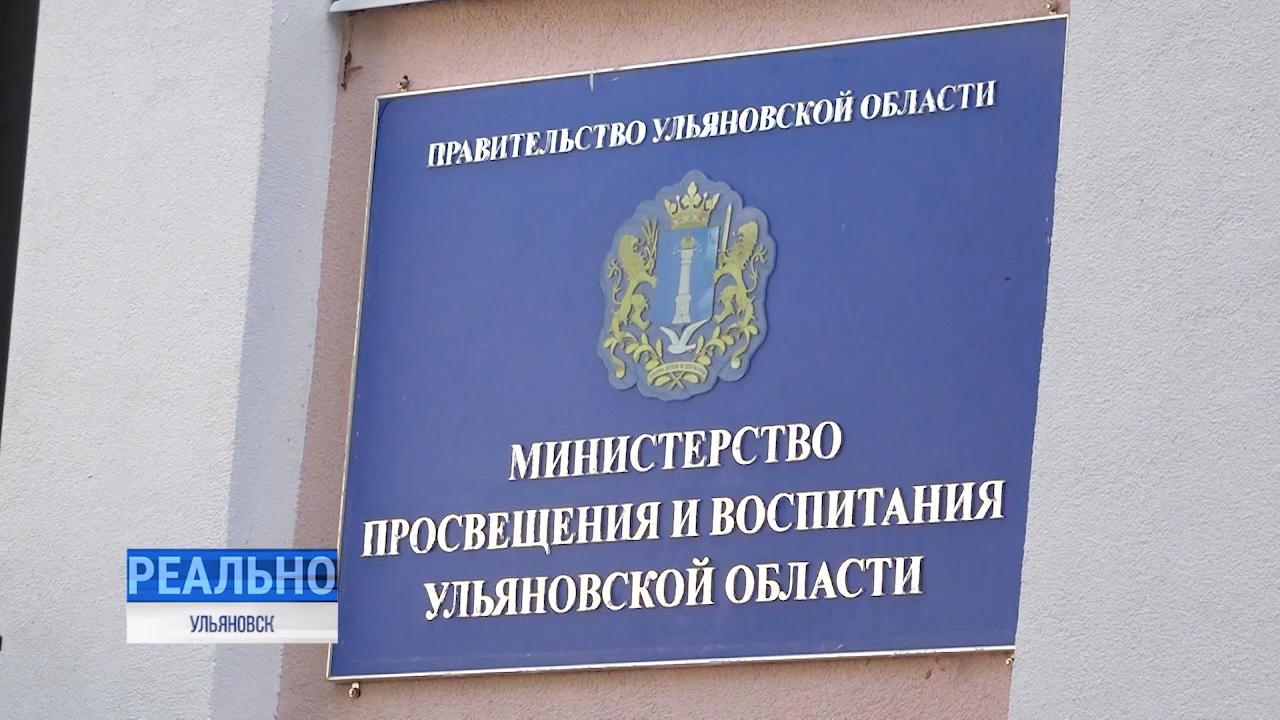 ПРАВИТЕЛЬСТВО УЛЬЯНОВСКОЙ ОБЛАСТИ
МИНИСТЕРСТВО
ПРОСВЕЩЕНИЯ И ВОСПИТАНИЯ
УЛЬЯНОВСКОЙ ОБЛАСТИ
РЕАЛЬНО
УЛЬЯНОВСК